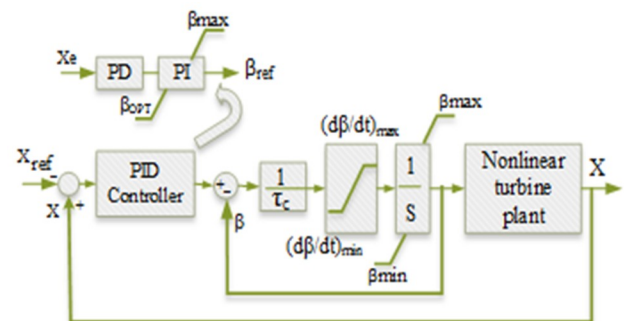 βmax
Xe
PD
PI
βref
βOPT
(dβ/dt)max
βmax
Xref
-
PID
Controller
+
-
1
τc
1
S
Nonlinear
turbine
plant
X
X
+
β
(dβ/dt)min
βmin